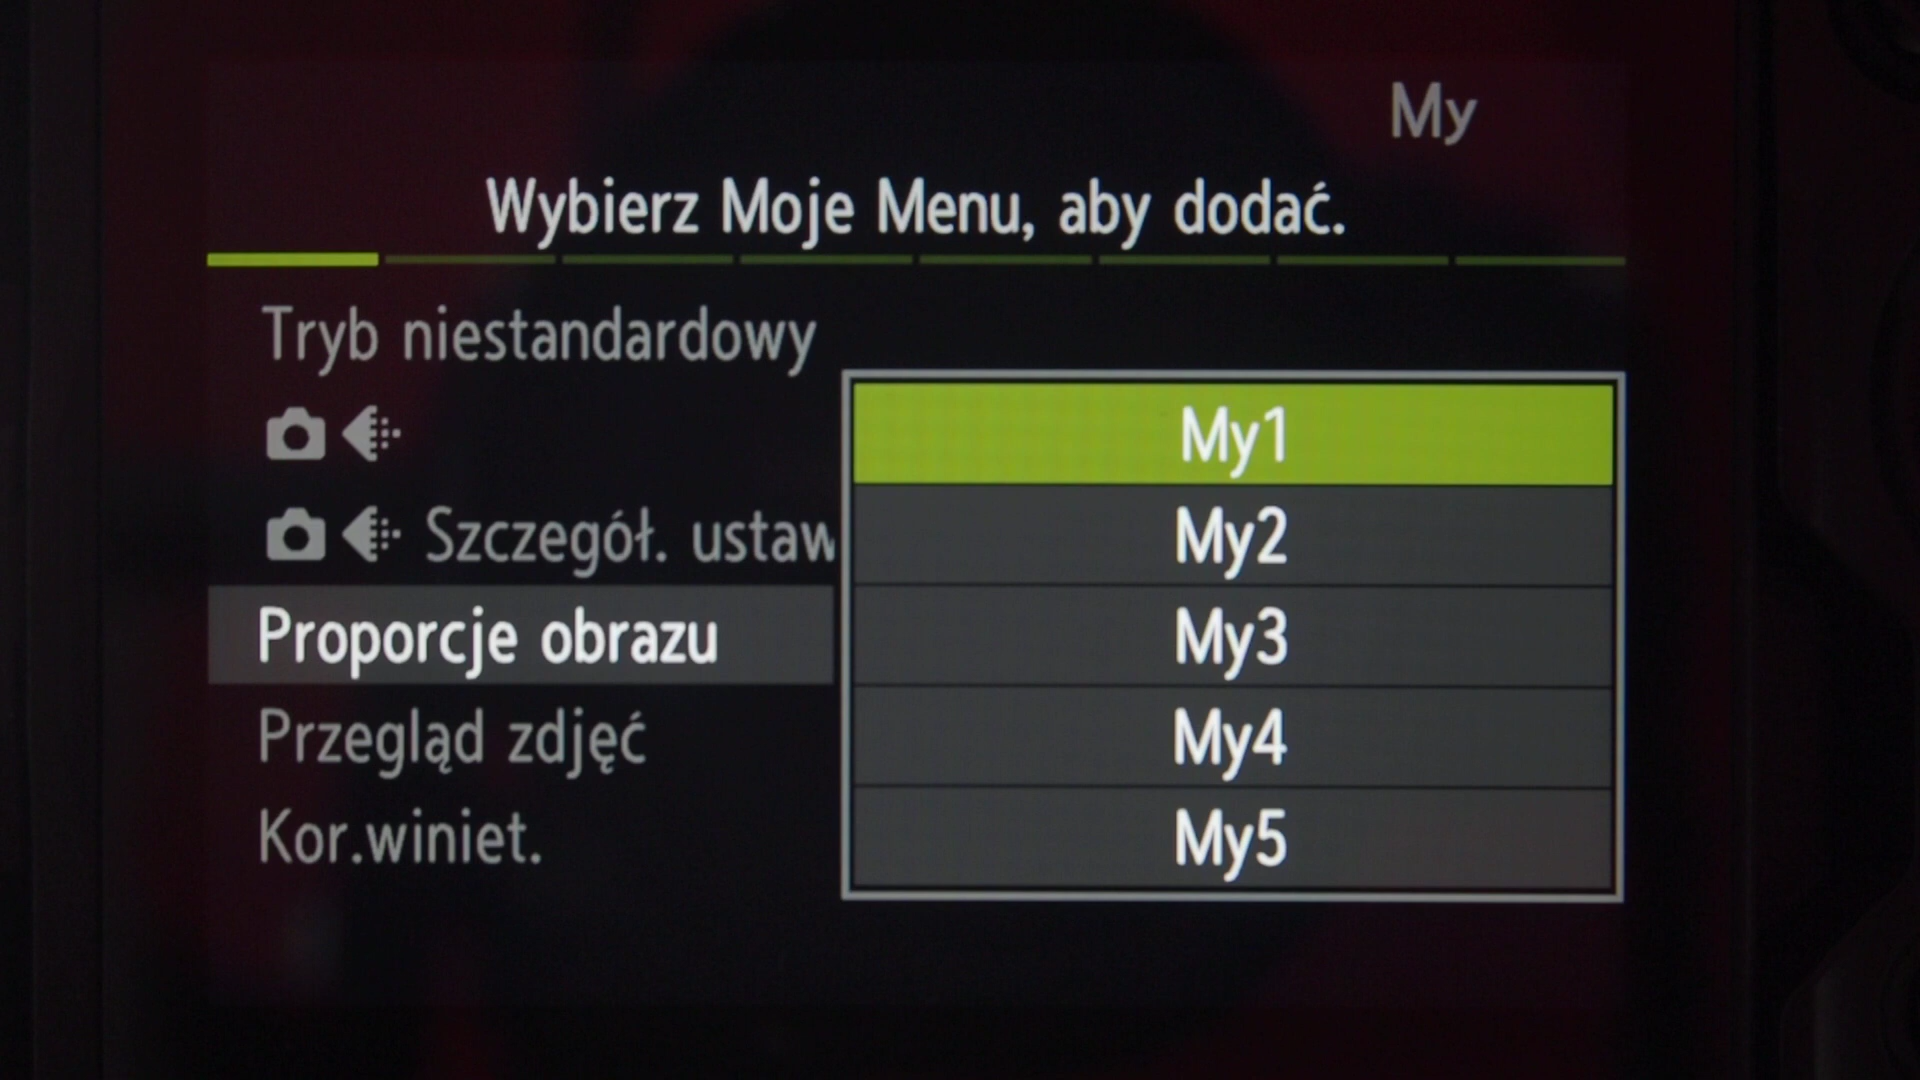 My
Wybierz Moje Menu, aby dodać.
Tryb niestandardowy
Szczegół. ustaw
Proporcje obrazu
Przegląd zdjęć
Kor.winiet.
My1
My2
My3
My4
My5